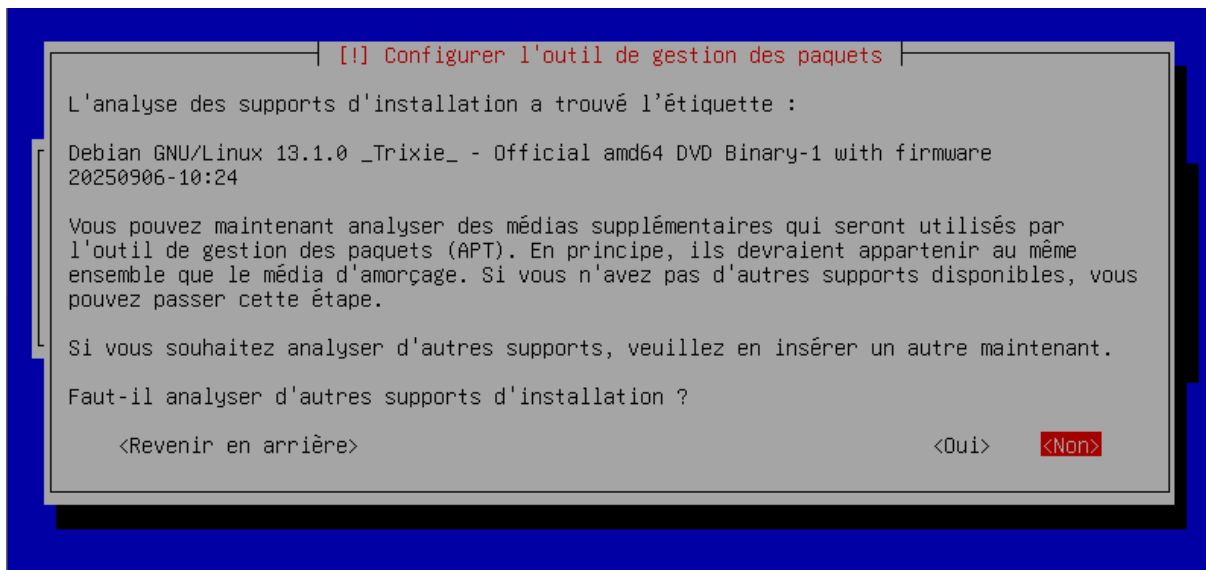 [!] Configurer l'outil de gestion des paquets
L'analyse des supports d'installation a trouvé l’étiquette :
Debian GNU/Linux 13.1.0 _Trixie_ - Official amd64 DVD Binary-1 with firmware
20250906-10:24
Vous pouvez maintenant analyser des médias supplémentaires qui seront utilisés par
l'outil de gestion des paquets (APT). En principe, ils devraient appartenir au même
ensemble que le média d'amorçage. Si vous n'avez pas d'autres supports disponibles, vous
pouvez passer cette étape.
Si vous souhaitez analyser d'autres supports, veuillez en insérer un autre maintenant.
Faut-il analyser d'autres supports d'installation ?
<Revenir en arrière> <Oui> <Non>